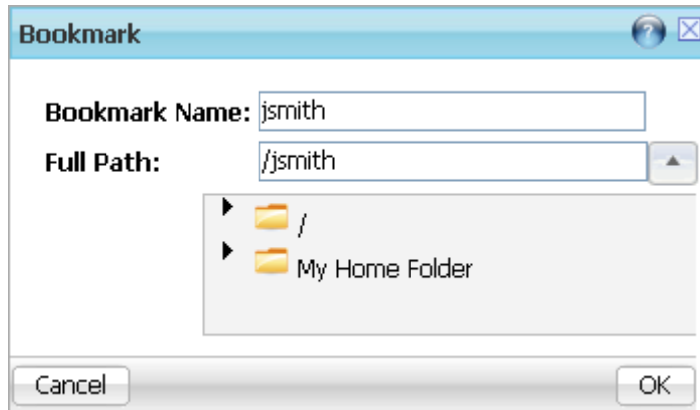 Bookmark
?
Bookmark Name: jsmith
Full Path: /jsmith
/
My Home Folder
Cancel OK